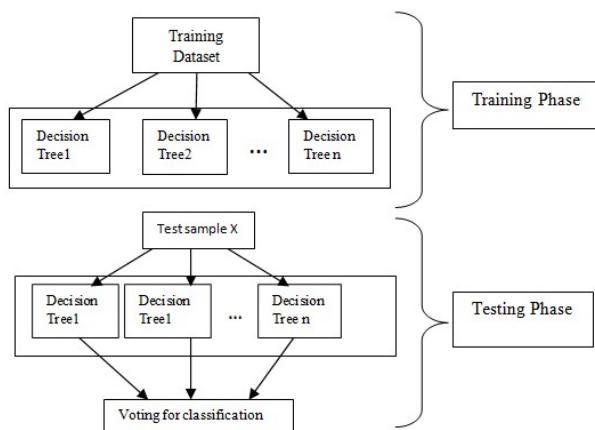 Training
Dataset
Training Phase
Decision
Tree1
Decision
Tree2
...
Decision
Tree n
Test sample X
Decision
Tree1
Decision
Tree1
...
Decision
Tree n
Testing Phase
Voting for classification